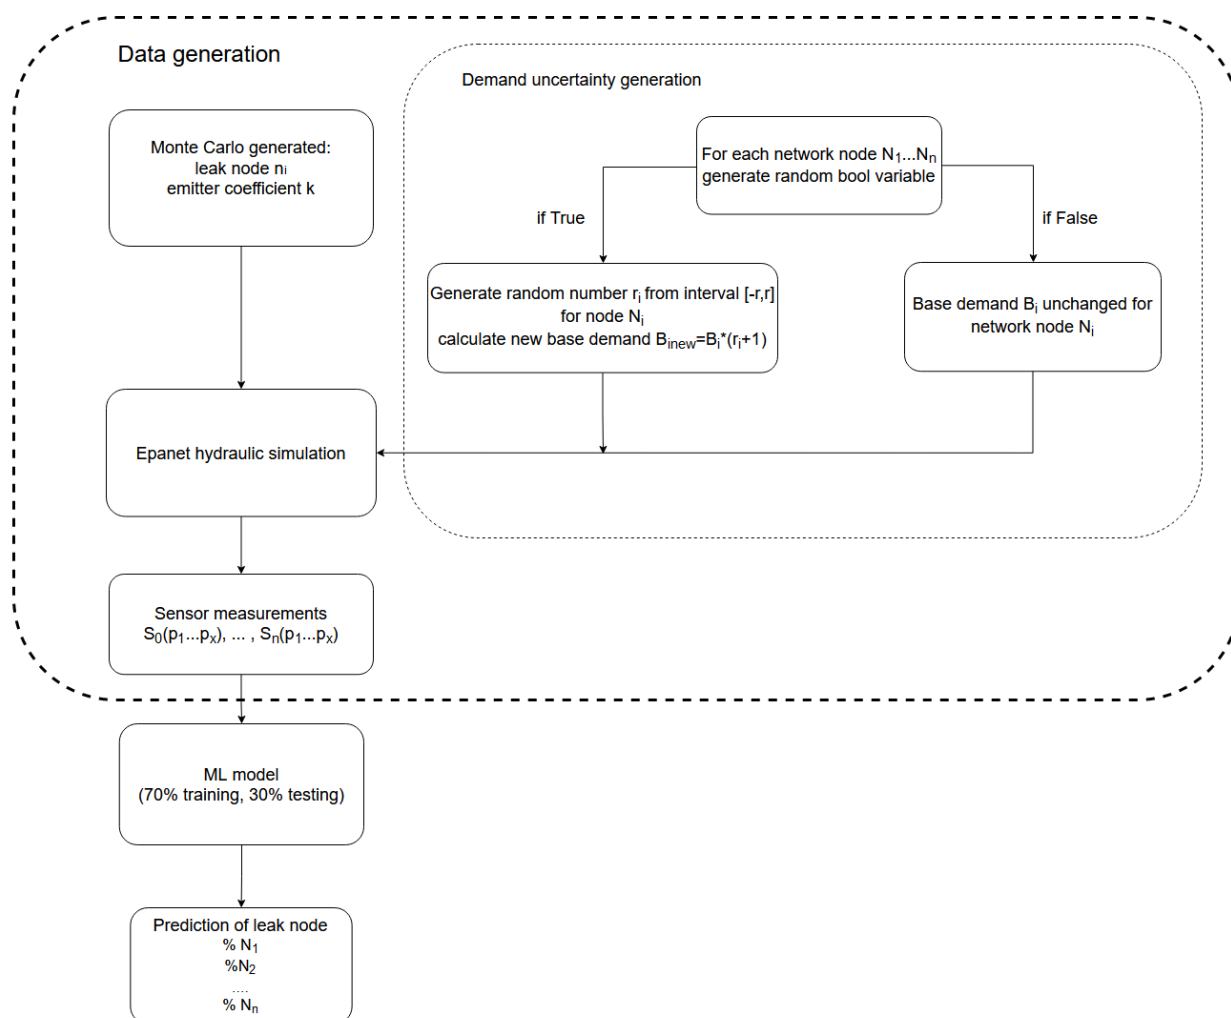 Data generation
Demand uncertainty generation
Monte Carlo generated:
leak node nᵢ
emitter coefficient k
For each network node N₁...Nₙ
generate random bool variable
if True
if False
Generate random number rᵢ from interval [-r,r]
for node Nᵢ
calculate new base demand Bᵢₙₑw=Bᵢ*(rᵢ+1)
Base demand Bᵢ unchanged for
network node Nᵢ
Epanet hydraulic simulation
Sensor measurements
S₀(p₁...pₓ), ... , Sₙ(p₁...pₓ)
ML model
(70% training, 30% testing)
Prediction of leak node
% N₁
%N₂
....
% Nₙ